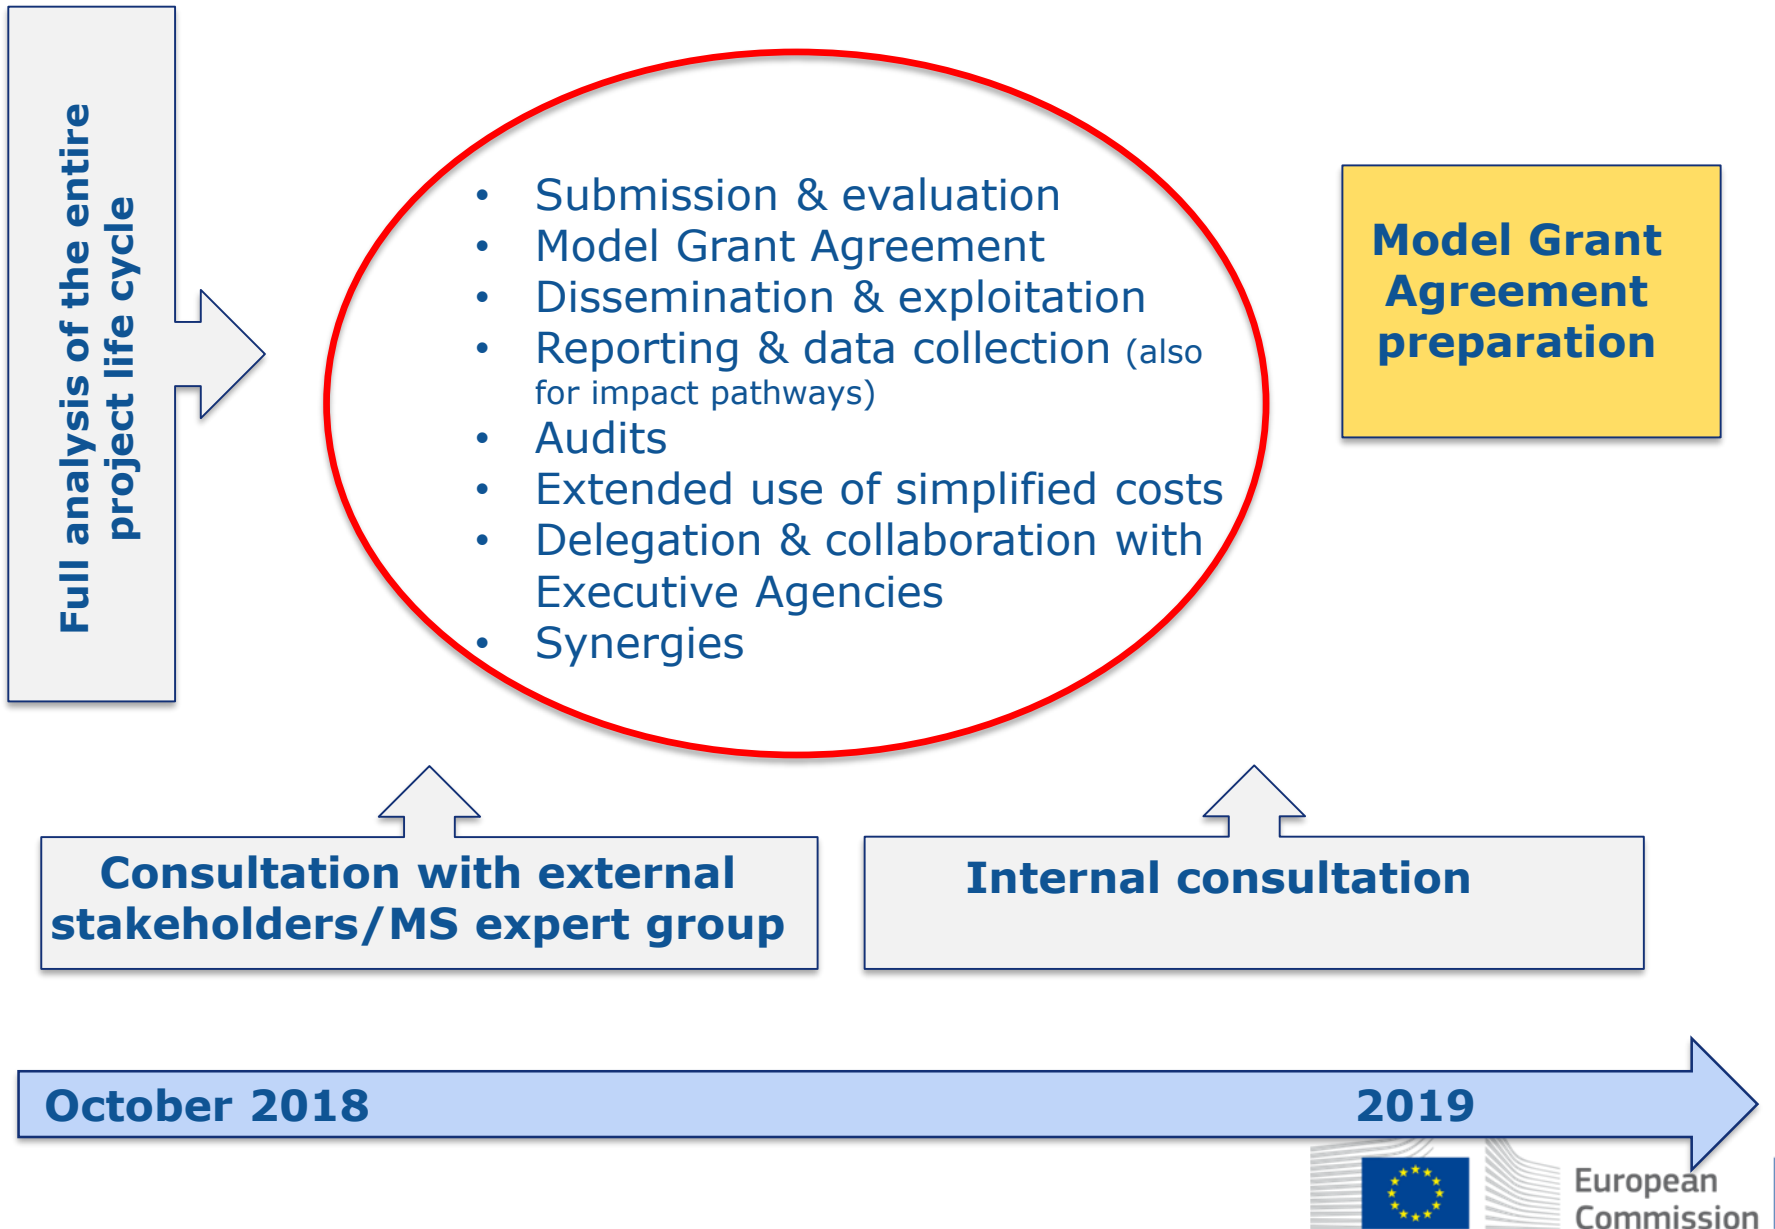 Full analysis of the entire
project life cycle
• Submission & evaluation
• Model Grant Agreement
• Dissemination & exploitation
• Reporting & data collection (also
for impact pathways)
• Audits
• Extended use of simplified costs
• Delegation & collaboration with
Executive Agencies
• Synergies
Model Grant
Agreement
preparation
Consultation with external
stakeholders/MS expert group
Internal consultation
October 2018
2019
European
Commission